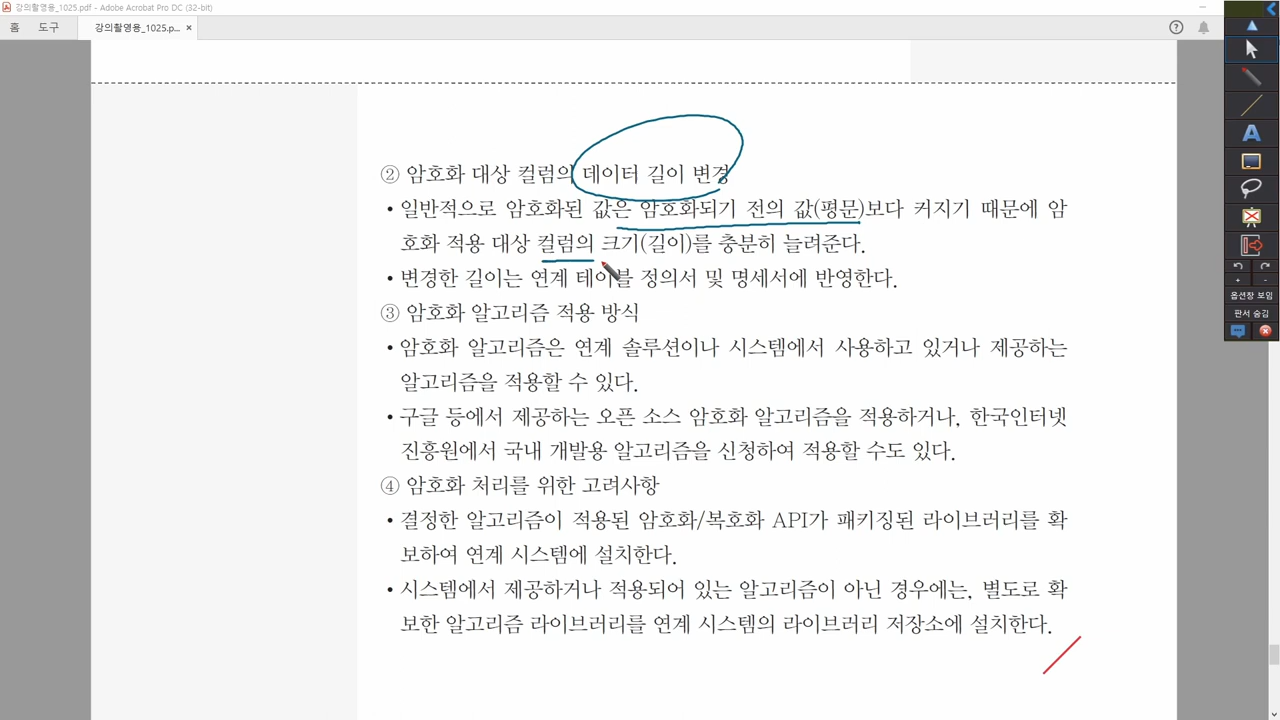 강의촬영용_1025.pdf - Adobe Acrobat Pro DC (32-bit)
홈 도구 강의촬영용_1025.p... ×
② 암호화 대상 컬럼의 데이터 길이 변경
• 일반적으로 암호화된 값은 암호화되기 전의 값(평문)보다 커지기 때문에 암
호화 적용 대상 컬럼의 크기(길이)를 충분히 늘려준다.
• 변경한 길이는 연계 테이블 정의서 및 명세서에 반영한다.
③ 암호화 알고리즘 적용 방식
• 암호화 알고리즘은 연계 솔루션이나 시스템에서 사용하고 있거나 제공하는
알고리즘을 적용할 수 있다.
• 구글 등에서 제공하는 오픈 소스 암호화 알고리즘을 적용하거나, 한국인터넷
진흥원에서 국내 개발용 알고리즘을 신청하여 적용할 수도 있다.
④ 암호화 처리를 위한 고려사항
• 결정한 알고리즘이 적용된 암호화/복호화 API가 패키징된 라이브러리를 확
보하여 연계 시스템에 설치한다.
• 시스템에서 제공하거나 적용되어 있는 알고리즘이 아닌 경우에는, 별도로 확
보한 알고리즘 라이브러리를 연계 시스템의 라이브러리 저장소에 설치한다.
A
옵션창 보임
판서 숨김